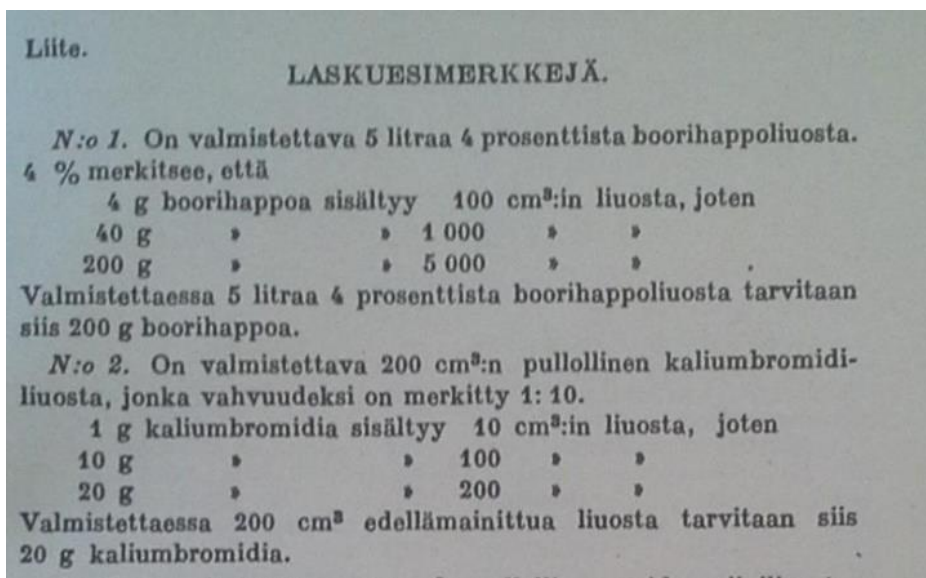 Liite.
LASKUESIMERKKEJÄ.
N:o 1. On valmistettava 5 litraa 4 prosenttista boorihappoliuosta.
4 % merkitsee, että
4 g boorihappoa sisältyy 100 cm³:in liuosta, joten
40 g » » 1 000 » »
200 g » » 5 000 » »
Valmistettaessa 5 litraa 4 prosenttista boorihappoliuosta tarvitaan
siis 200 g boorihappoa.
N:o 2. On valmistettava 200 cm³:n pullollinen kaliumbromidi-
liuosta, jonka vahvuudeksi on merkitty 1: 10.
1 g kaliumbromidia sisältyy 10 cm³:in liuosta, joten
10 g » » 100 » »
20 g » » 200 » »
Valmistettaessa 200 cm³ edellämainittua liuosta tarvitaan siis
20 g kaliumbromidia.